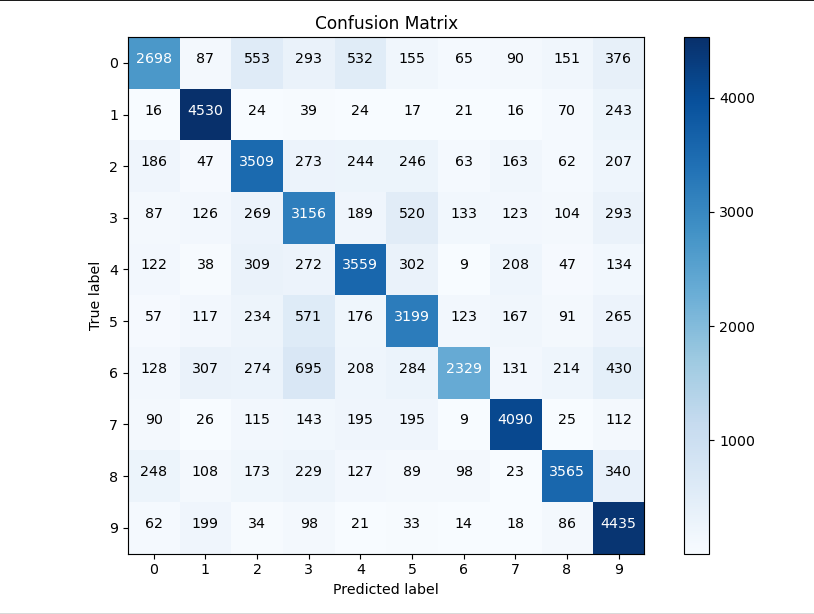 Confusion Matrix
0 2698 87 553 293 532 155 65 90 151 376
1 16 4530 24 39 24 17 21 16 70 243
2 186 47 3509 273 244 246 63 163 62 207
3 87 126 269 3156 189 520 133 123 104 293
4 122 38 309 272 3559 302 9 208 47 134
5 57 117 234 571 176 3199 123 167 91 265
6 128 307 274 695 208 284 2329 131 214 430
7 90 26 115 143 195 195 9 4090 25 112
8 248 108 173 229 127 89 98 23 3565 340
9 62 199 34 98 21 33 14 18 86 4435
0 1 2 3 4 5 6 7 8 9
Predicted label
True label
4000
3000
2000
1000